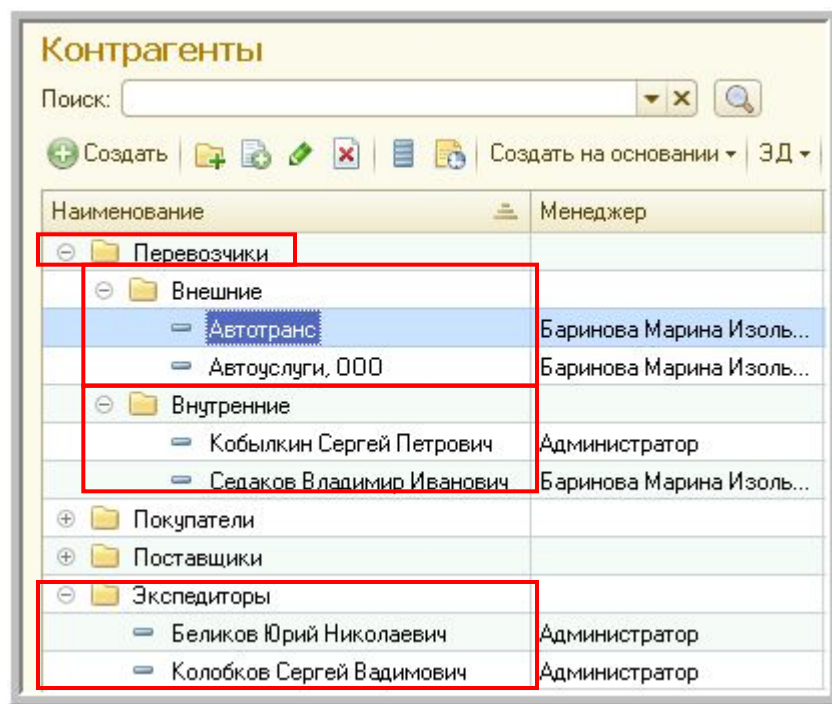 Контрагенты
Поиск:
Создать Создать на основании ЭД
Наименование Менеджер
Перевозчики
Внешние
Автотранс Баринова Марина Изоль...
Автоуслуги, ООО Баринова Марина Изоль...
Внутренние
Кобылкин Сергей Петрович Администратор
Седаков Владимир Иванович Баринова Марина Изоль...
Покупатели
Поставщики
Экспедиторы
Беликов Юрий Николаевич Администратор
Колобков Сергей Вадимович Администратор